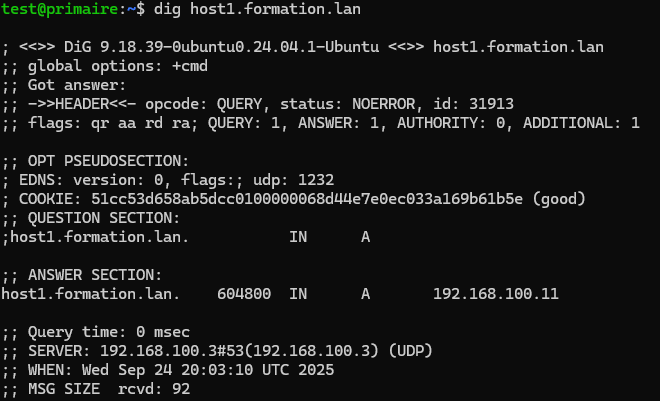 test@primaire:~$ dig host1.formation.lan
; <<>> DiG 9.18.39-0ubuntu0.24.04.1-Ubuntu <<>> host1.formation.lan
;; global options: +cmd
;; Got answer:
;; ->>HEADER<<- opcode: QUERY, status: NOERROR, id: 31913
;; flags: qr aa rd ra; QUERY: 1, ANSWER: 1, AUTHORITY: 0, ADDITIONAL: 1
;; OPT PSEUDOSECTION:
; EDNS: version: 0, flags:; udp: 1232
; COOKIE: 51cc53d658ab5dcc0100000068d44e7e0ec033a169b61b5e (good)
;; QUESTION SECTION:
;host1.formation.lan. IN A
;; ANSWER SECTION:
host1.formation.lan. 604800 IN A 192.168.100.11
;; Query time: 0 msec
;; SERVER: 192.168.100.3#53(192.168.100.3) (UDP)
;; WHEN: Wed Sep 24 20:03:10 UTC 2025
;; MSG SIZE rcvd: 92